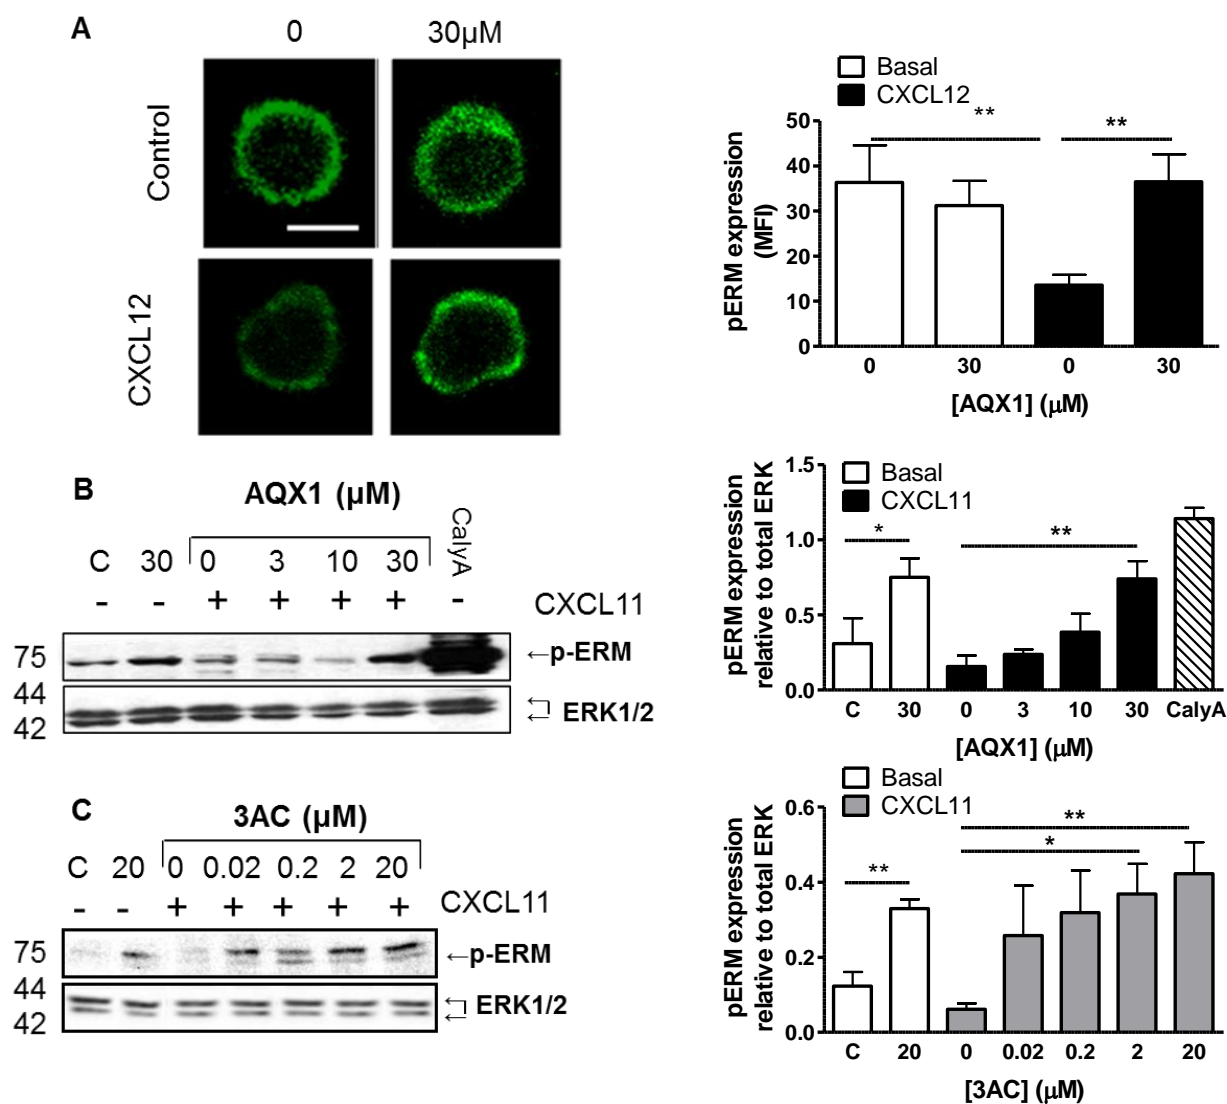 A
0 30µM
Control
CXCL12
Basal
CXCL12
** **
pERM expression
(MFI)
50
40
30
20
10
0
0 30 0 30
[AQX1] (µM)
B
AQX1 (µM)
C 30 0 3 10 30 CalyA
- - + + + + - CXCL11
75 ←p-ERM
44
42 ERK1/2
Basal
CXCL11
* **
pERM expression
relative to total ERK
1.5
1.0
0.5
0.0
C 30 0 3 10 30 CalyA
[AQX1] (µM)
C
3AC (µM)
C 20 0 0.02 0.2 2 20
- - + + + + + CXCL11
75 ←p-ERM
44
42 ERK1/2
Basal
CXCL11
**
*
**
pERM expression
relative to total ERK
0.6
0.4
0.2
0.0
C 20 0 0.02 0.2 2 20
[3AC] (µM)